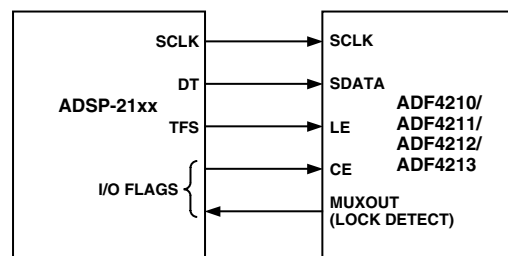 SCLK
DT
ADSP-21xx
TFS
I/O FLAGS
SCLK
SDATA
ADF4210/
ADF4211/
ADF4212/
ADF4213
LE
CE
MUXOUT
(LOCK DETECT)